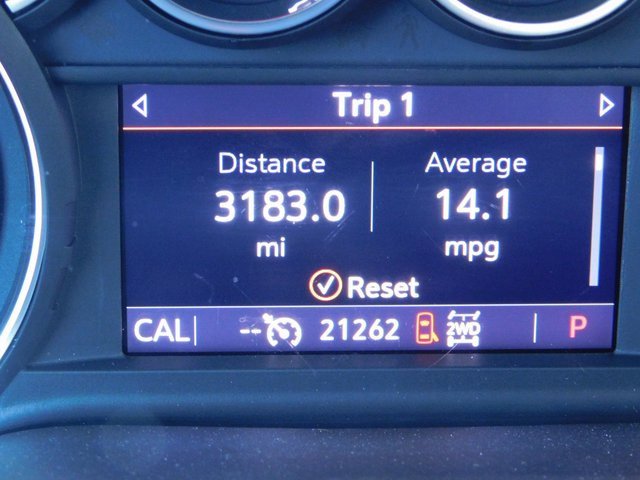 Trip 1
Distance Average
3183.0 14.1
mi mpg
Reset
CAL -- 21262 2WD P